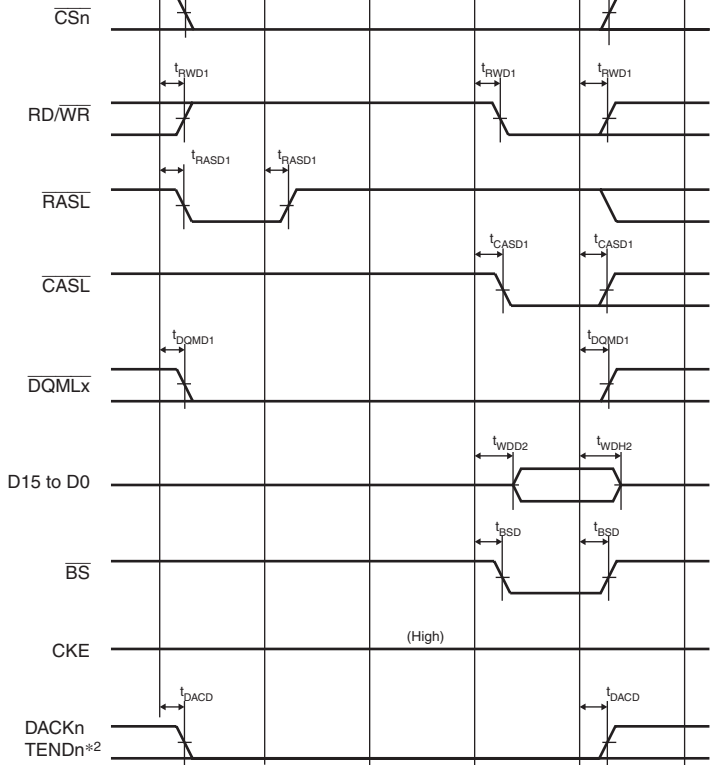 CSn
tRWD1 tRWD1 tRWD1
RD/WR
tRASD1 tRASD1
RASL
tCASD1 tCASD1
CASL
tDQMD1 tDQMD1
DQMLx
tWDD2 tWDH2
D15 to D0
tBSD tBSD
BS
(High)
CKE
tDACD tDACD
DACKn
TENDn*2